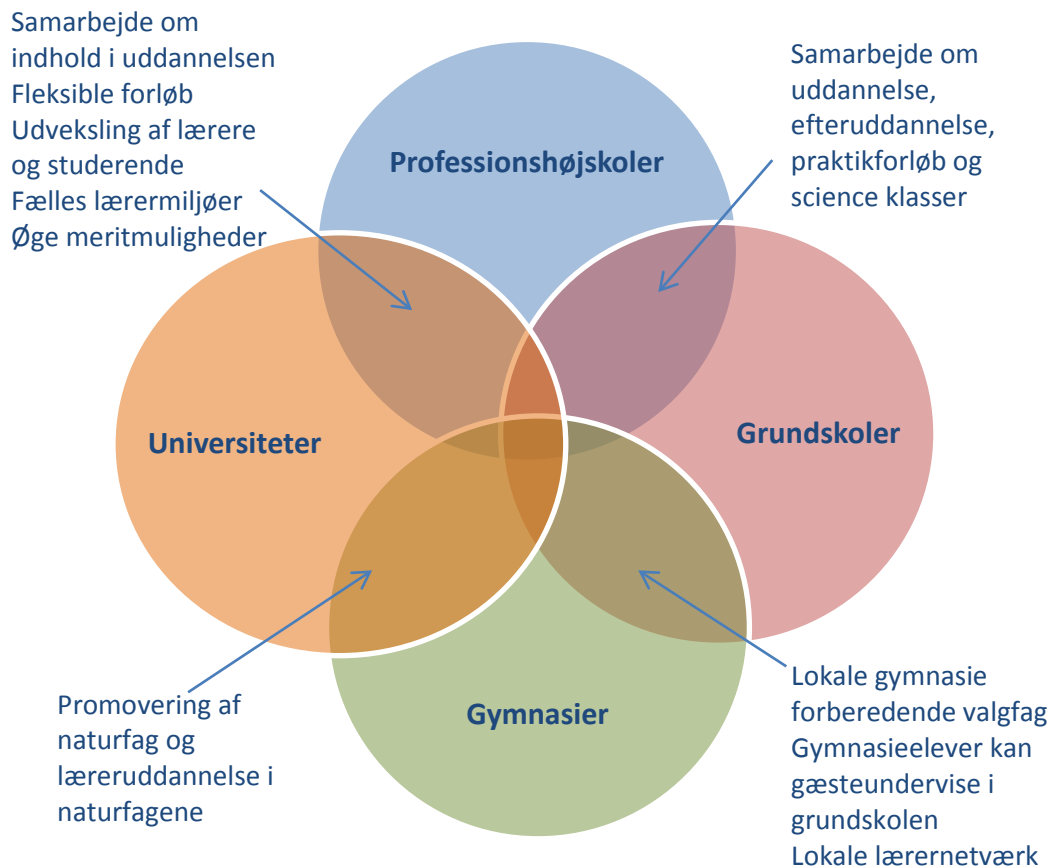 Samarbejde om
indhold i uddannelsen
Fleksible forløb
Udveksling af lærere
og studerende
Fælles lærermiljøer
Øge meritmuligheder
Samarbejde om
uddannelse,
efteruddannelse,
praktikforløb og
science klasser
Professionshøjskoler
Universiteter
Grundskoler
Gymnasier
Promovering af
naturfag og
læreruddannelse i
naturfagene
Lokale gymnasie
forberedende valgfag
Gymnasieelever kan
gæsteundervise i
grundskolen
Lokale lærernetværk